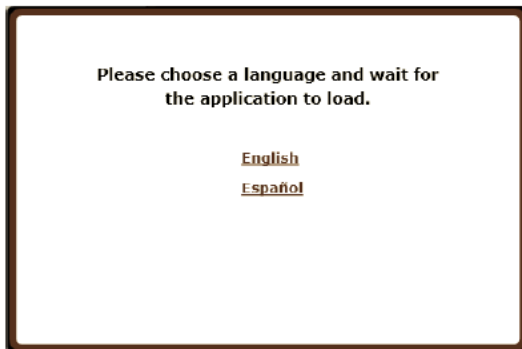 Please choose a language and wait for
the application to load.
English
Español